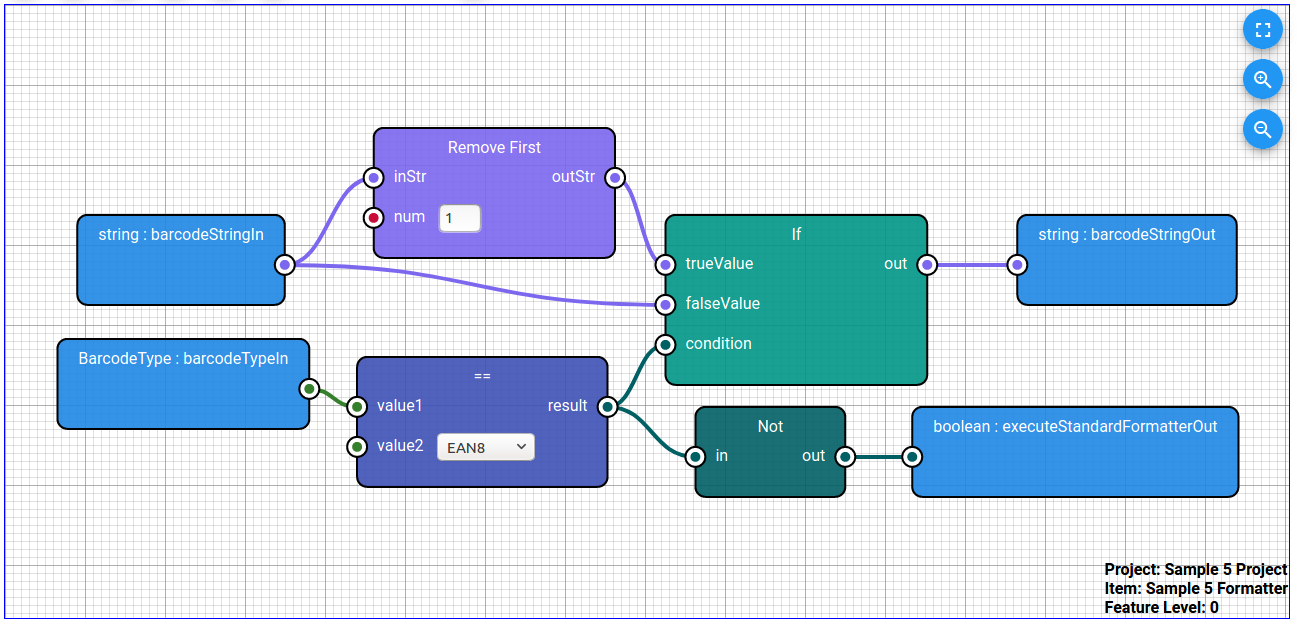 Remove First
inStr outStr
num 1
string : barcodeStringIn
If
trueValue out
falseValue
condition
string : barcodeStringOut
BarcodeType : barcodeTypeIn
==
value1 result
value2 EAN8
Not
in out
boolean : executeStandardFormatterOut
Project: Sample 5 Project
Item: Sample 5 Formatter
Feature Level: 0